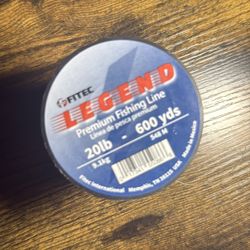 FITEC
LEGEND
Premium Fishing Line
Línea de pesca premium
20lb - 600 yds
9.1kg 548 M
Made in Mexico
Fitec International Memphis, TN 38115 USA